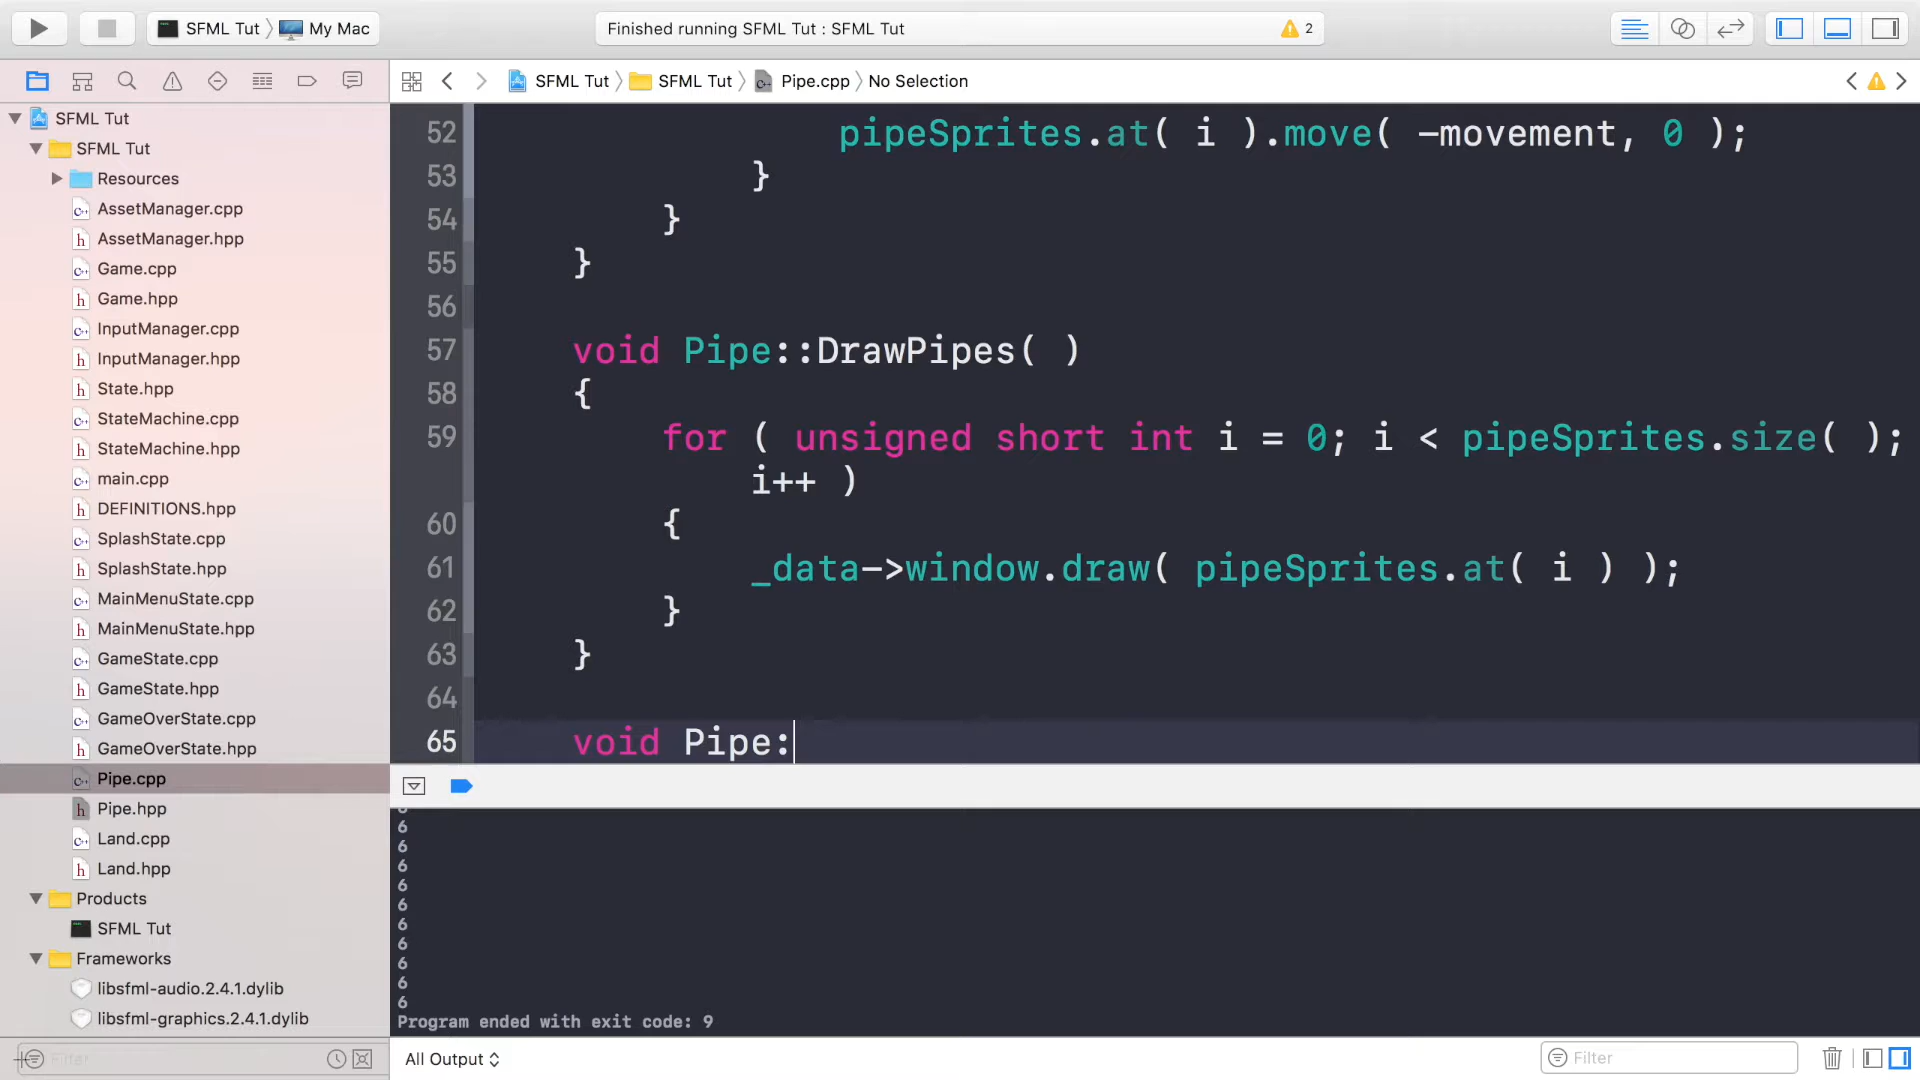 SFML Tut My Mac
Finished running SFML Tut : SFML Tut
2
SFML Tut SFML Tut Pipe.cpp No Selection
SFML Tut
SFML Tut
Resources
AssetManager.cpp
AssetManager.hpp
Game.cpp
Game.hpp
InputManager.cpp
InputManager.hpp
State.hpp
StateMachine.cpp
StateMachine.hpp
main.cpp
DEFINITIONS.hpp
SplashState.cpp
SplashState.hpp
MainMenuState.cpp
MainMenuState.hpp
GameState.cpp
GameState.hpp
GameOverState.cpp
GameOverState.hpp
Pipe.cpp
Pipe.hpp
Land.cpp
Land.hpp
Products
SFML Tut
Frameworks
libsfml-audio.2.4.1.dylib
libsfml-graphics.2.4.1.dylib
Filter
52 pipeSprites.at( i ).move( -movement, 0 );
53 }
54 }
55 }
56
57 void Pipe::DrawPipes( )
58 {
59 for ( unsigned short int i = 0; i < pipeSprites.size( );
i++ )
60 {
61 _data->window.draw( pipeSprites.at( i ) );
62 }
63 }
64
65 void Pipe:
6
6
6
6
6
6
6
6
6
6
Program ended with exit code: 9
All Output
Filter